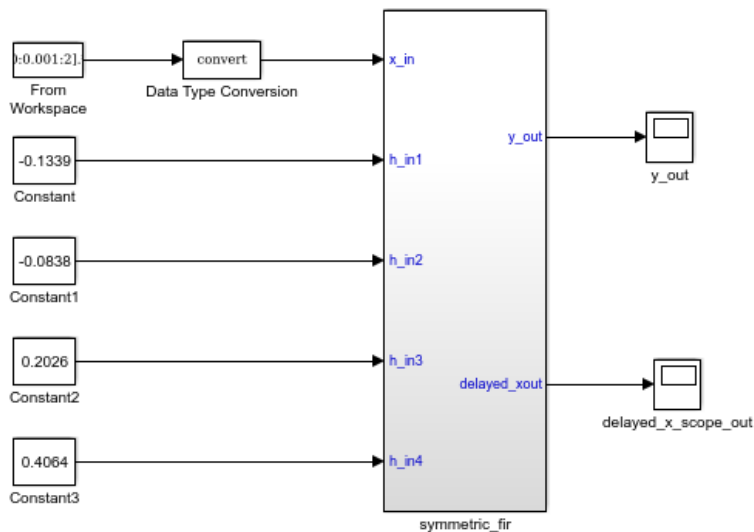 ):0.001:2].
convert
x_in
From
Workspace
Data Type Conversion
y_out
y_out
-0.1339
h_in1
Constant
-0.0838
h_in2
Constant1
0.2026
h_in3
delayed_xout
Constant2
delayed_x_scope_out
0.4064
h_in4
Constant3
symmetric_fir